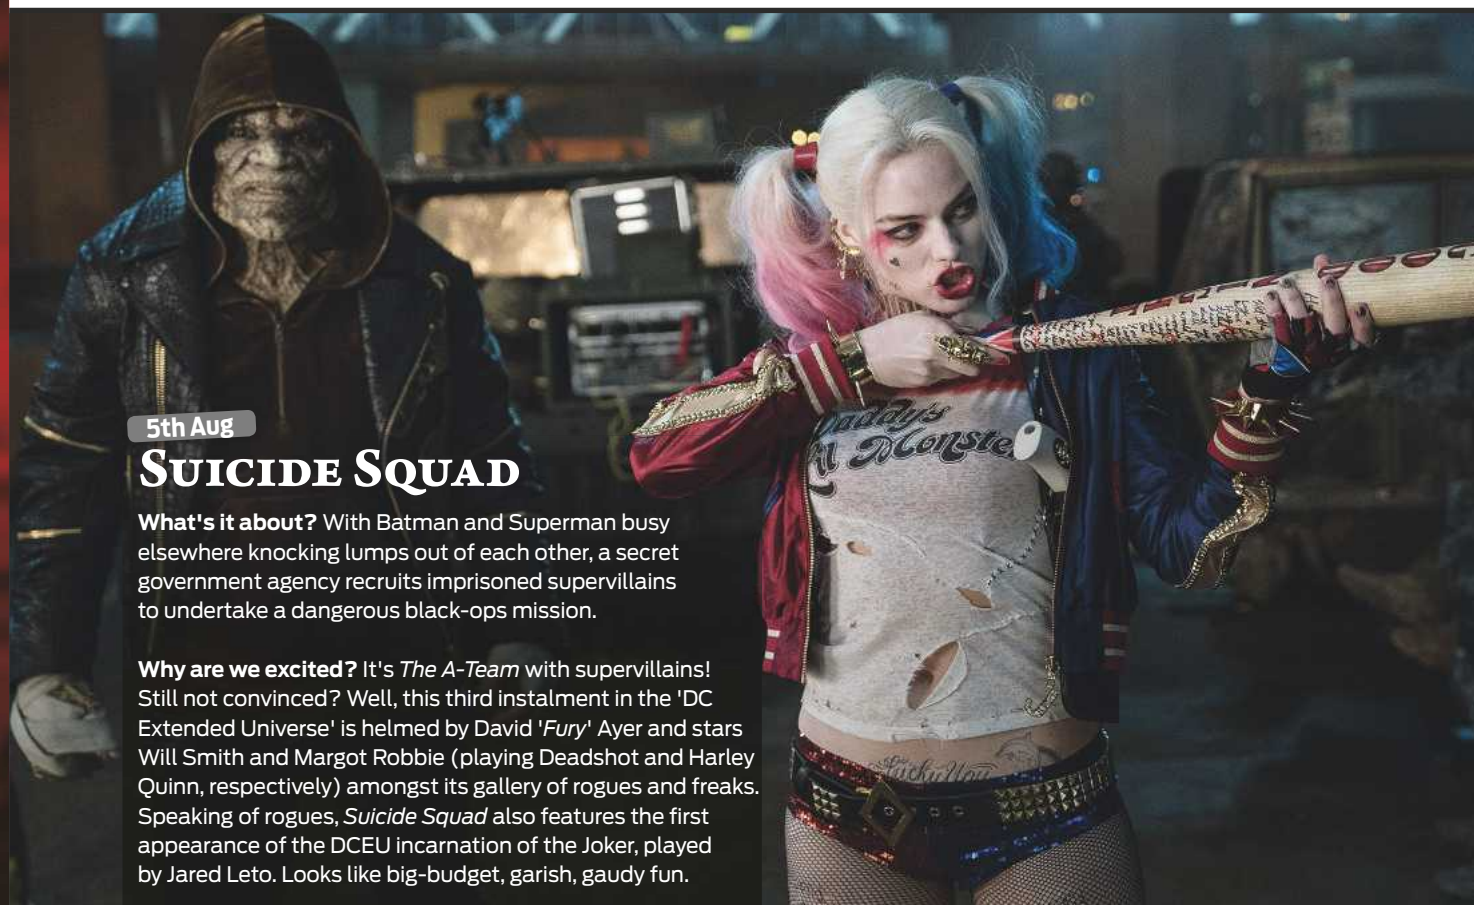 5th Aug
Suicide Squad
What's it about? With Batman and Superman busy
elsewhere knocking lumps out of each other, a secret
government agency recruits imprisoned supervillains
to undertake a dangerous black-ops mission.
Why are we excited? It's The A-Team with supervillains!
Still not convinced? Well, this third instalment in the 'DC
Extended Universe' is helmed by David 'Fury' Ayer and stars
Will Smith and Margot Robbie (playing Deadshot and Harley
Quinn, respectively) amongst its gallery of rogues and freaks.
Speaking of rogues, Suicide Squad also features the first
appearance of the DCEU incarnation of the Joker, played
by Jared Leto. Looks like big-budget, garish, gaudy fun.
Daddy's
Lil Monste
Lucky You